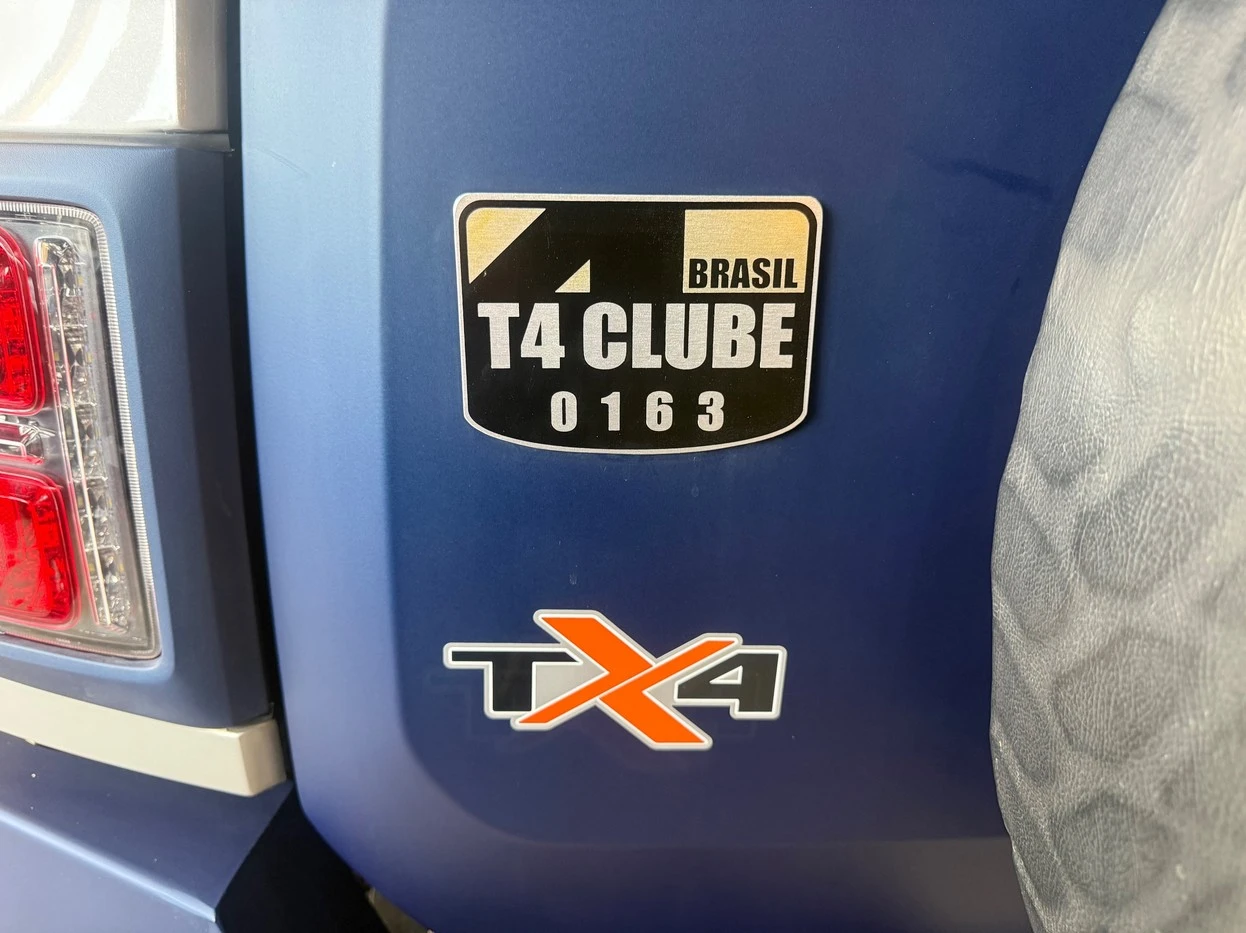 BRASIL
T4 CLUBE
0163
TX4